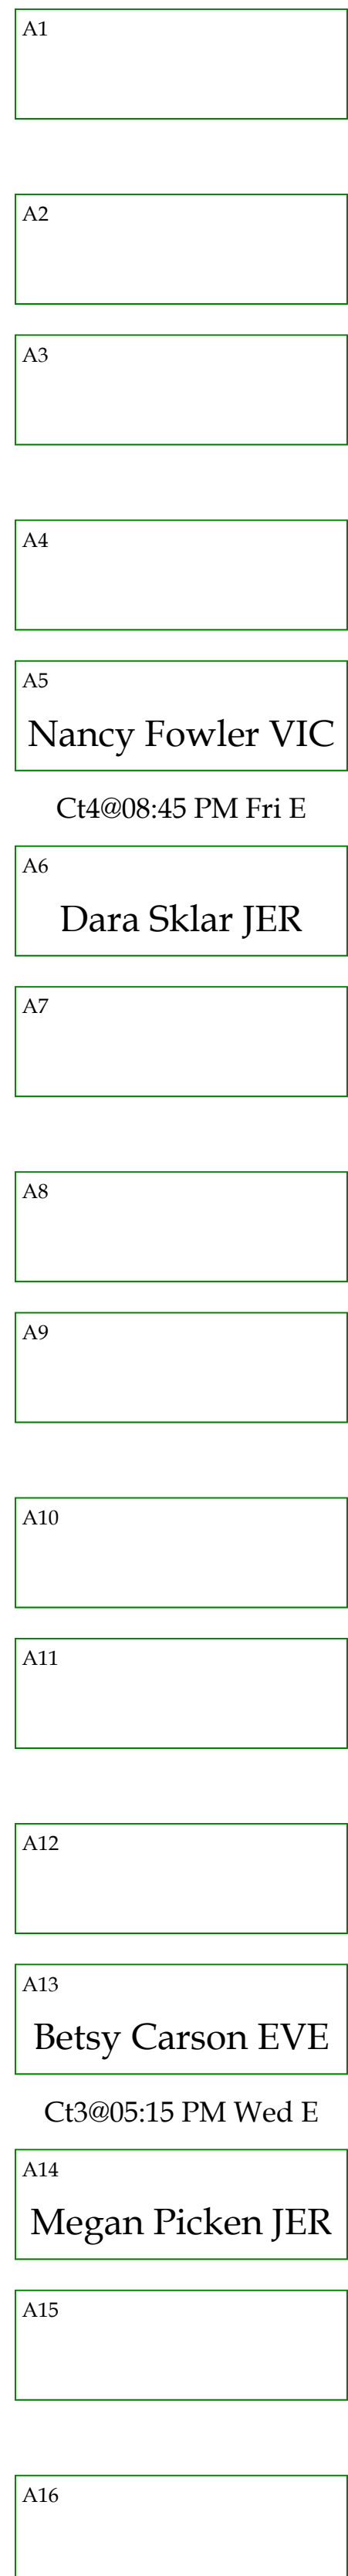 A1
A2
A3
A4
A5
Nancy Fowler VIC
Ct4@08:45 PM Fri E
A6
Dara Sklar JER
A7
A8
A9
A10
A11
A12
A13
Betsy Carson EVE
Ct3@05:15 PM Wed E
A14
Megan Picken JER
A15
A16